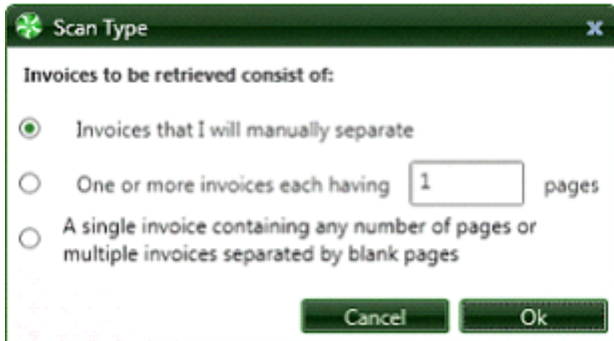 Scan Type
Invoices to be retrieved consist of:
Invoices that I will manually separate
One or more invoices each having 1 pages
A single invoice containing any number of pages or
multiple invoices separated by blank pages
Cancel Ok